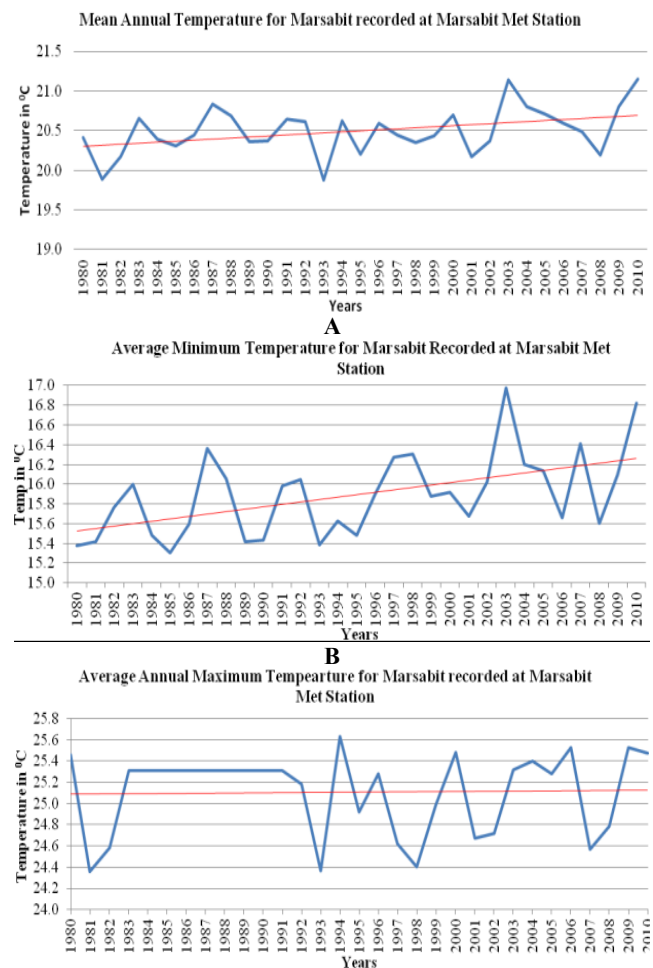 Mean Annual Temperature for Marsabit recorded at Marsabit Met Station
21.5
21.0
20.5
20.0
19.5
19.0
Temperature in ⁰C
1980 1981 1982 1983 1984 1985 1986 1987 1988 1989 1990 1991 1992 1993 1994 1995 1996 1997 1998 1999 2000 2001 2002 2003 2004 2005 2006 2007 2008 2009 2010
Years
A
Average Minimum Temperature for Marsabit Recorded at Marsabit Met
Station
17.0
16.8
16.6
16.4
16.2
16.0
15.8
15.6
15.4
15.2
15.0
Temp in ⁰C
1980 1981 1982 1983 1984 1985 1986 1987 1988 1989 1990 1991 1992 1993 1994 1995 1996 1997 1998 1999 2000 2001 2002 2003 2004 2005 2006 2007 2008 2009 2010
Years
B
Average Annual Maximum Tempearture for Marsabit recorded at Marsabit
Met Station
25.8
25.6
25.4
25.2
25.0
24.8
24.6
24.4
24.2
24.0
Temperature in ⁰C
1980 1981 1982 1983 1984 1985 1986 1987 1988 1989 1990 1991 1992 1993 1994 1995 1996 1997 1998 1999 2000 2001 2002 2003 2004 2005 2006 2007 2008 2009 2010
Years